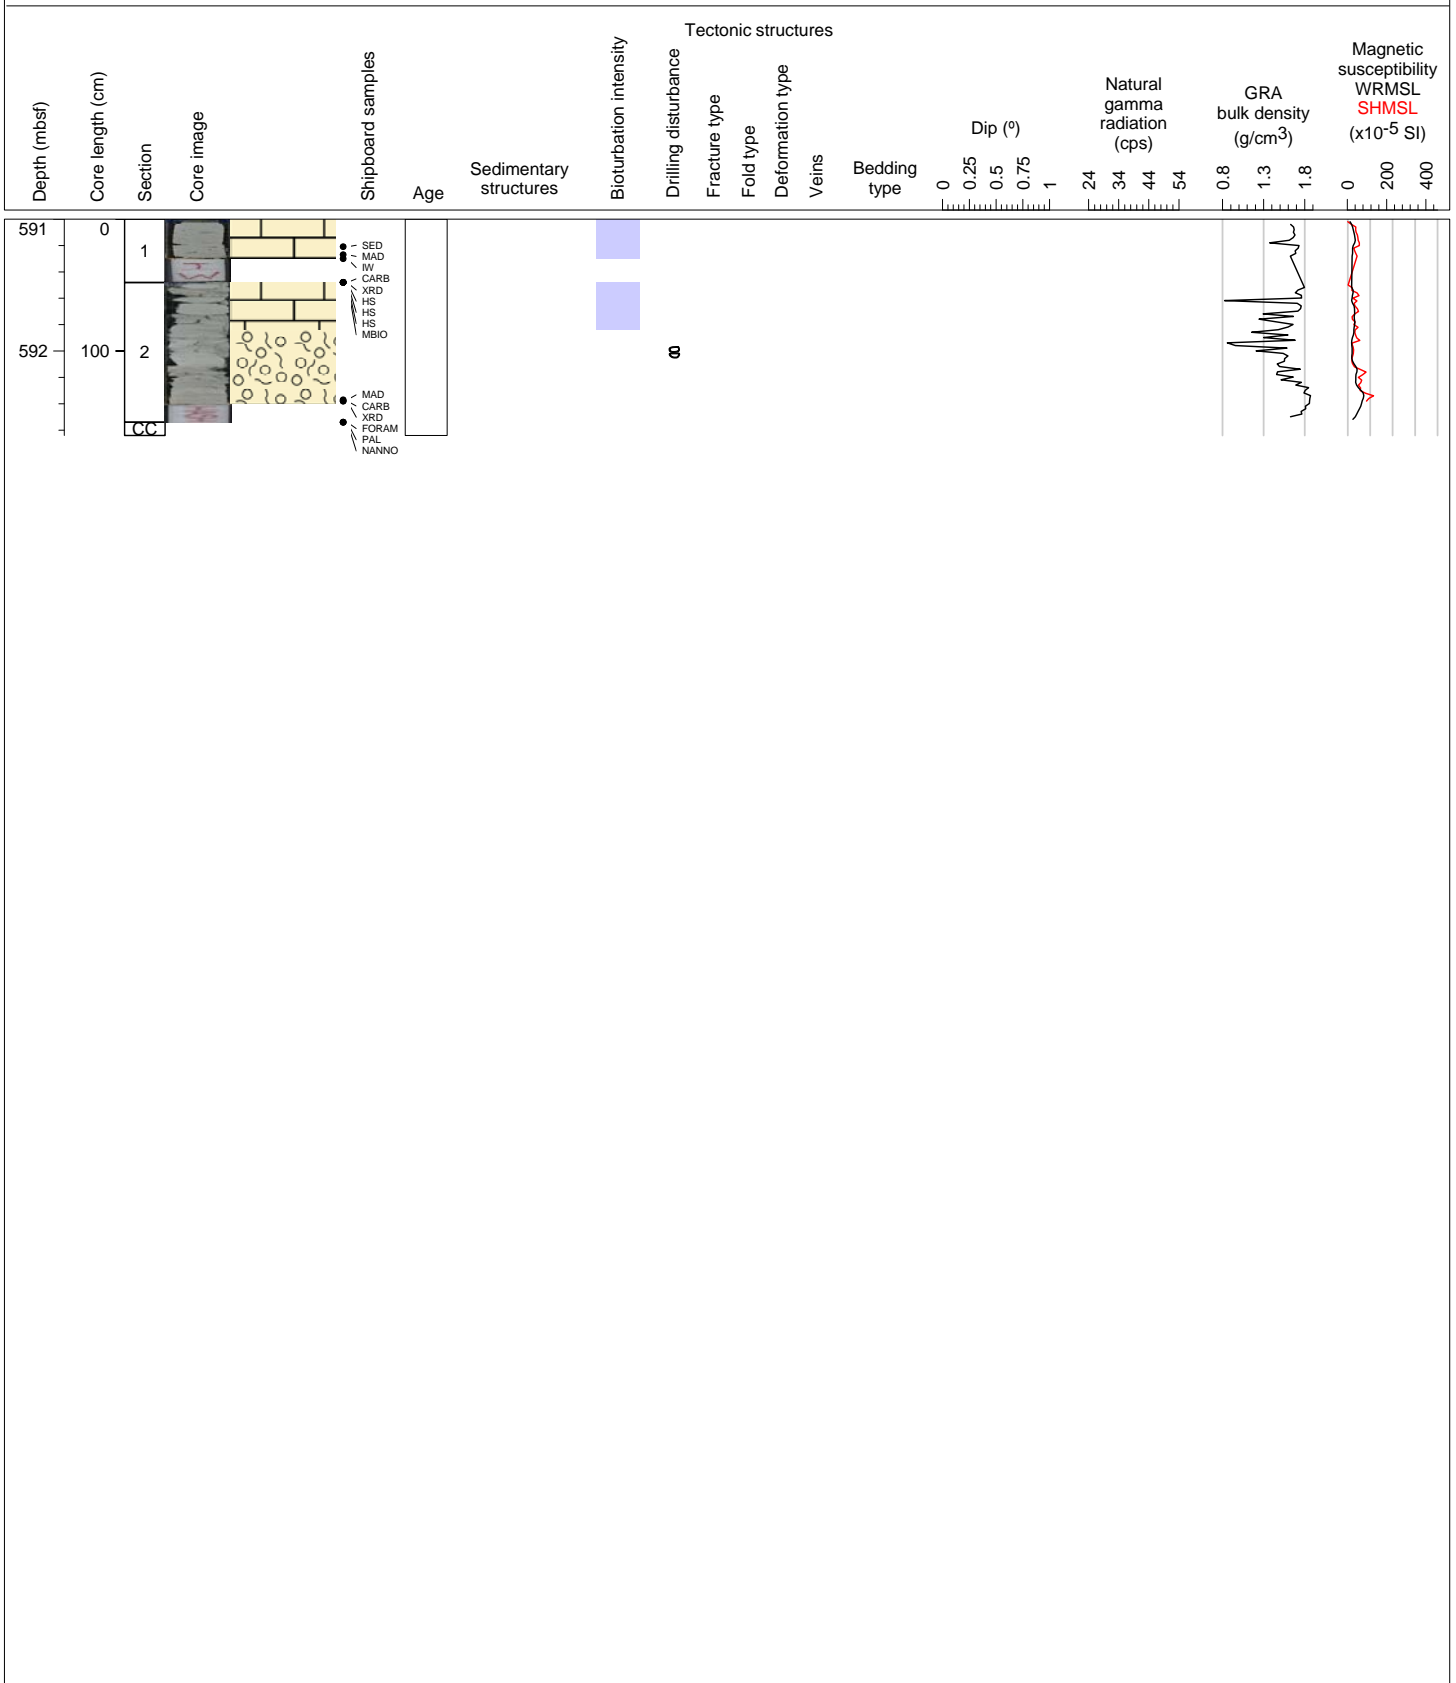 Tectonic structures
Depth (mbsf)
Core length (cm)
Section
Core image
Shipboard samples
Age
Sedimentary
structures
Bioturbation intensity
Drilling disturbance
Fracture type
Fold type
Deformation type
Veins
Bedding
type
Dip (º)
0 0.25 0.5 0.75 1
Natural
gamma
radiation
(cps)
24 34 44 54
GRA
bulk density
(g/cm3)
0.8 1.3 1.8
Magnetic
susceptibility
WRMSL
SHMSL
(x10-5 SI)
0 200 400
591
0
1
SED
MAD
IW
CARB
XRD
HS
HS
HS
MBIO
592
100
2
MAD
CARB
XRD
FORAM
PAL
NANNO
CC